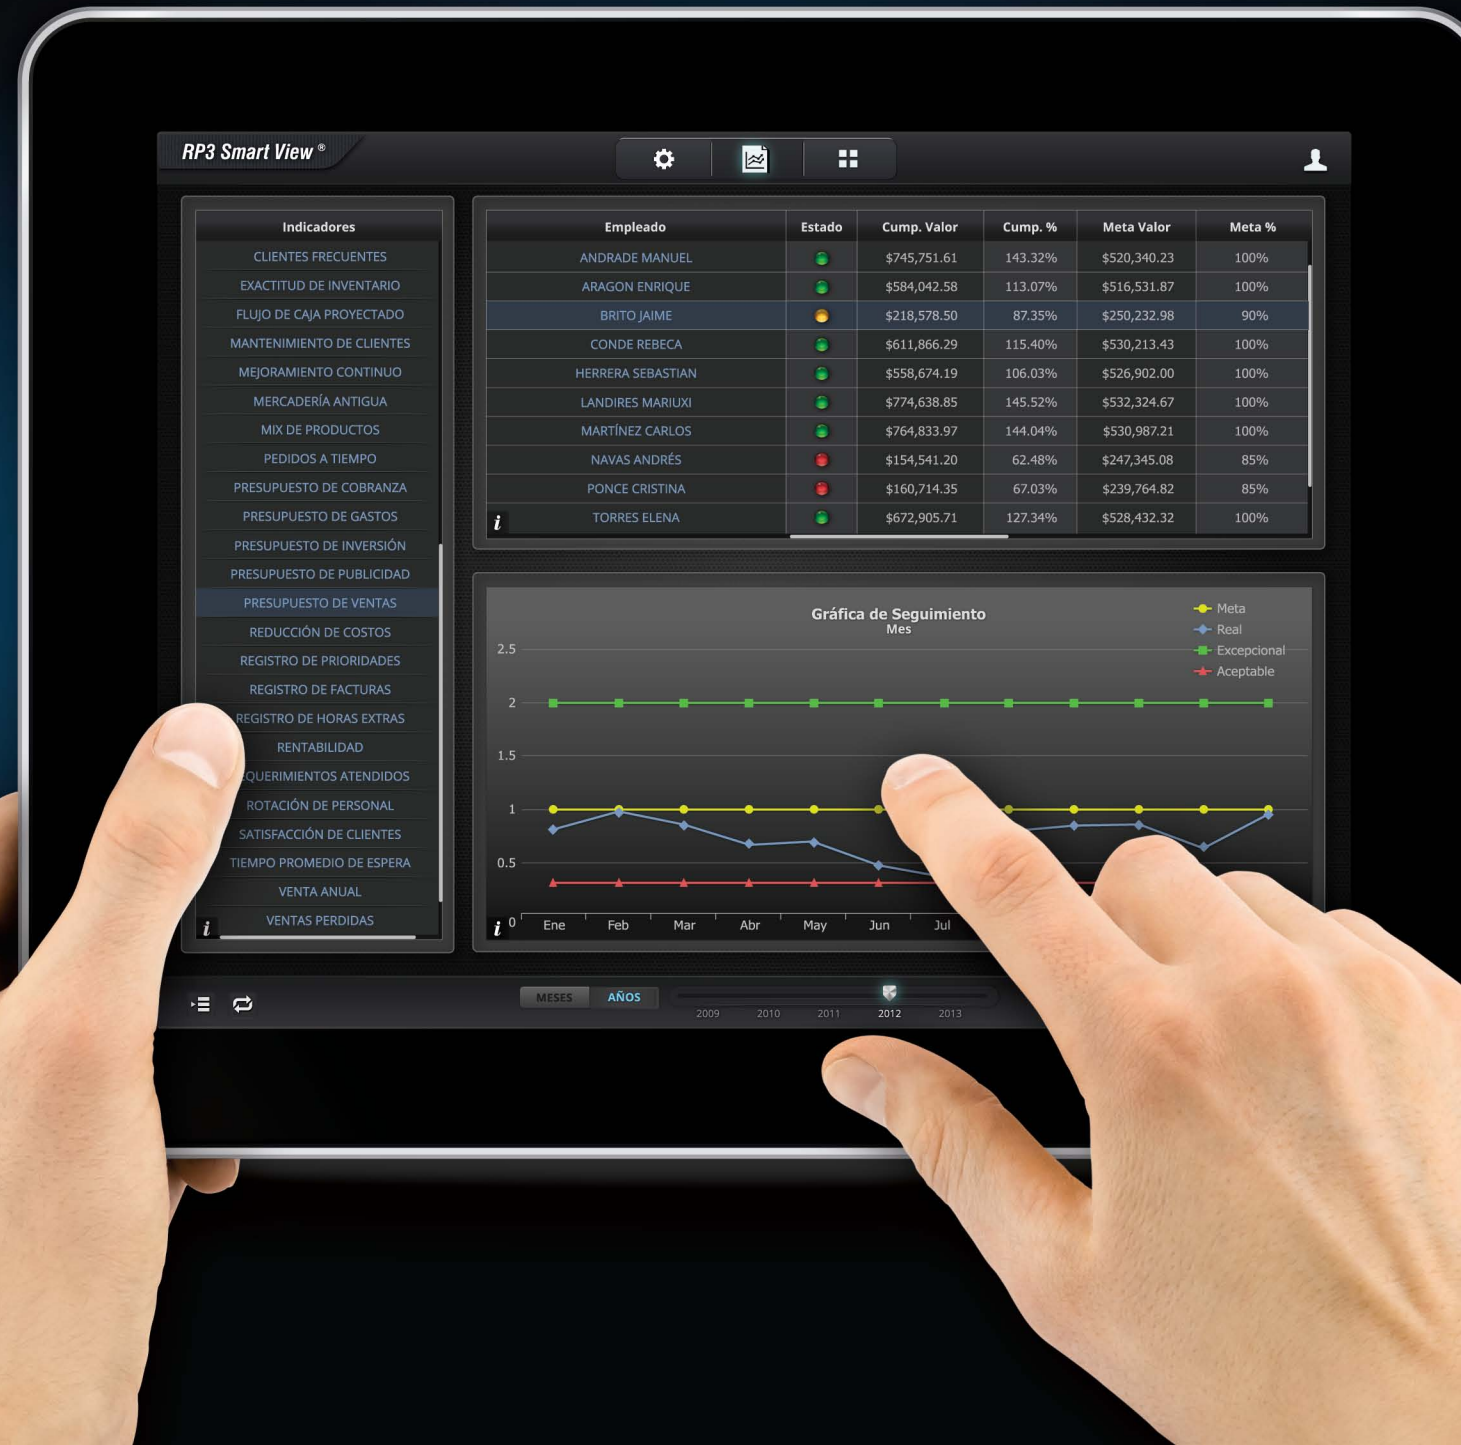 RP3 Smart View ®
Indicadores
CLIENTES FRECUENTES
EXACTITUD DE INVENTARIO
FLUJO DE CAJA PROYECTADO
MANTENIMIENTO DE CLIENTES
MEJORAMIENTO CONTINUO
MERCADERÍA ANTIGUA
MIX DE PRODUCTOS
PEDIDOS A TIEMPO
PRESUPUESTO DE COBRANZA
PRESUPUESTO DE GASTOS
PRESUPUESTO DE INVERSIÓN
PRESUPUESTO DE PUBLICIDAD
PRESUPUESTO DE VENTAS
REDUCCIÓN DE COSTOS
REGISTRO DE PRIORIDADES
REGISTRO DE FACTURAS
REGISTRO DE HORAS EXTRAS
RENTABILIDAD
EQUERIMIENTOS ATENDIDOS
ROTACIÓN DE PERSONAL
SATISFACCIÓN DE CLIENTES
TIEMPO PROMEDIO DE ESPERA
VENTA ANUAL
VENTAS PERDIDAS
i
Empleado Estado Cump. Valor Cump. % Meta Valor Meta %
ANDRADE MANUEL $745,751.61 143.32% $520,340.23 100%
ARAGON ENRIQUE $584,042.58 113.07% $516,531.87 100%
BRITO JAIME $218,578.50 87.35% $250,232.98 90%
CONDE REBECA $611,866.29 115.40% $530,213.43 100%
HERRERA SEBASTIAN $558,674.19 106.03% $526,902.00 100%
LANDIRES MARIUXI $774,638.85 145.52% $532,324.67 100%
MARTÍNEZ CARLOS $764,833.97 144.04% $530,987.21 100%
NAVAS ANDRÉS $154,541.20 62.48% $247,345.08 85%
PONCE CRISTINA $160,714.35 67.03% $239,764.82 85%
TORRES ELENA $672,905.71 127.34% $528,432.32 100%
i
Gráfica de Seguimiento
Mes
Meta
Real
Excepcional
Aceptable
2.5
2
1.5
1
0.5
0
Ene Feb Mar Abr May Jun Jul
i
MESES AÑOS
2009 2010 2011 2012 2013